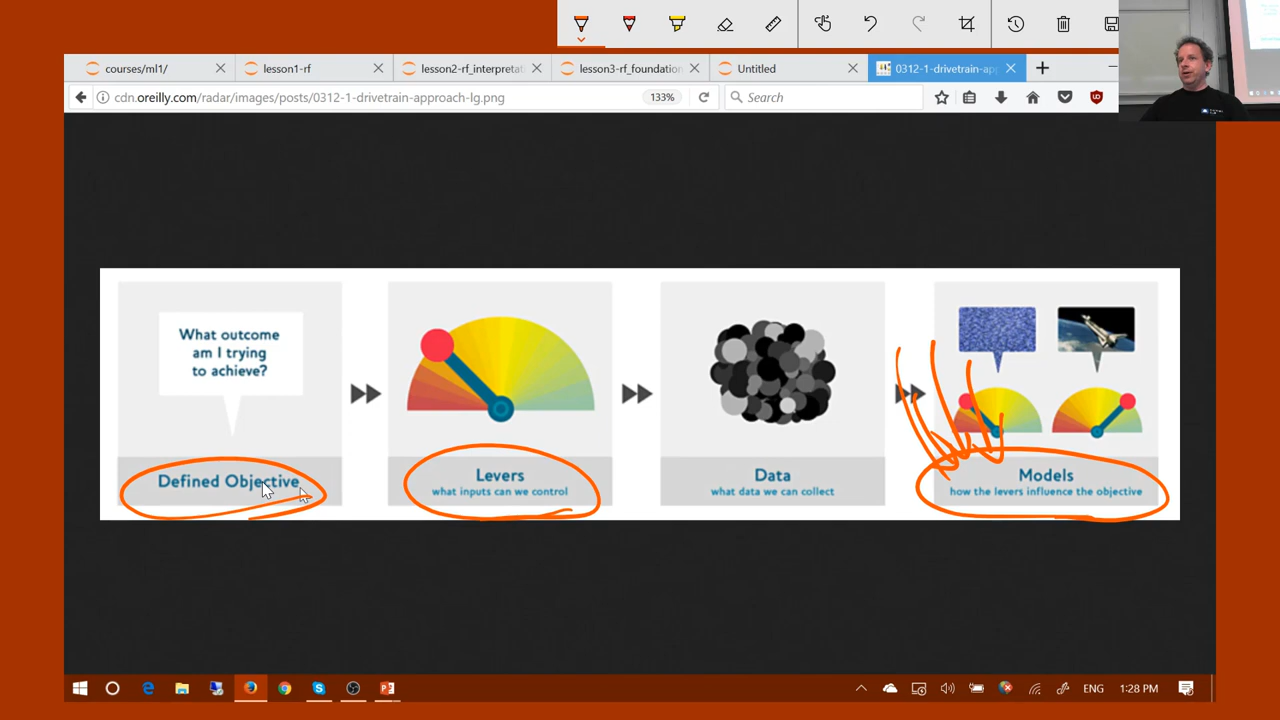 courses/ml1/
lesson1-rf
lesson2-rf_interpretat
lesson3-rf_foundation
Untitled
0312-1-drivetrain-app
cdn.oreilly.com/radar/images/posts/0312-1-drivetrain-approach-lg.png
133%
Search
What outcome
am I trying
to achieve?
Defined Objective
Levers
what inputs can we control
Data
what data we can collect
Models
how the levers influence the objective
ENG
1:28 PM